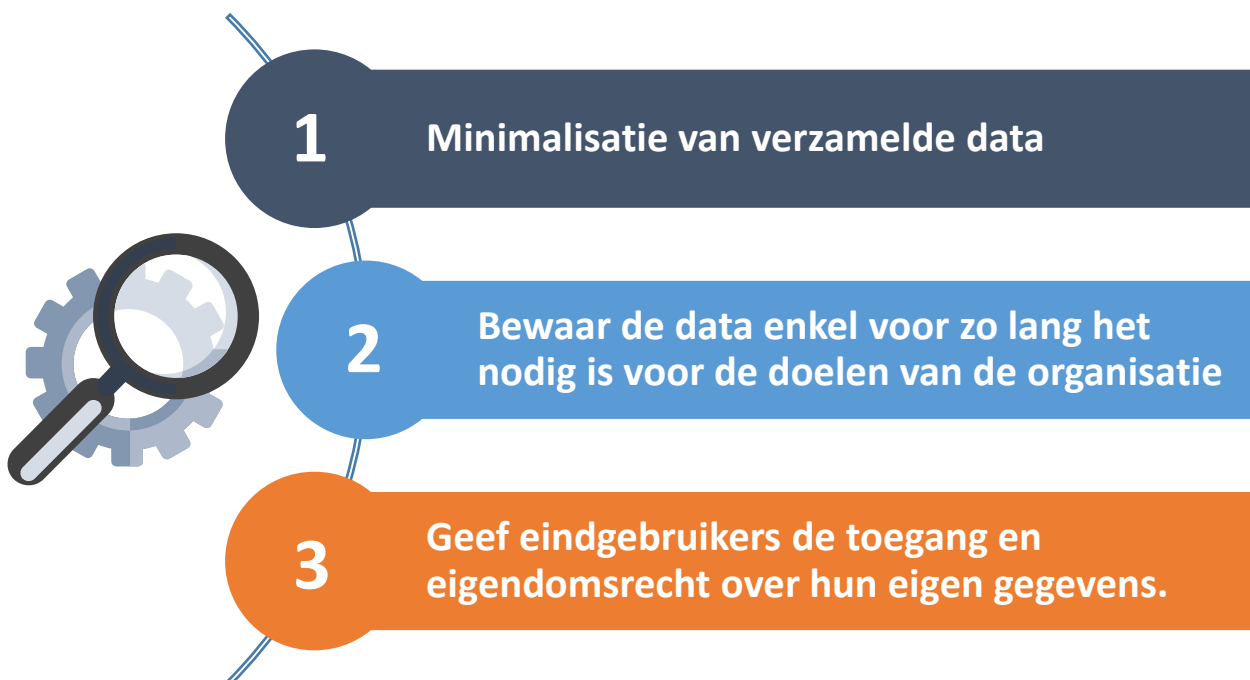 1
Minimalisatie van verzamelde data
2
Bewaar de data enkel voor zo lang het
nodig is voor de doelen van de organisatie
3
Geef eindgebruikers de toegang en
eigendomsrecht over hun eigen gegevens.